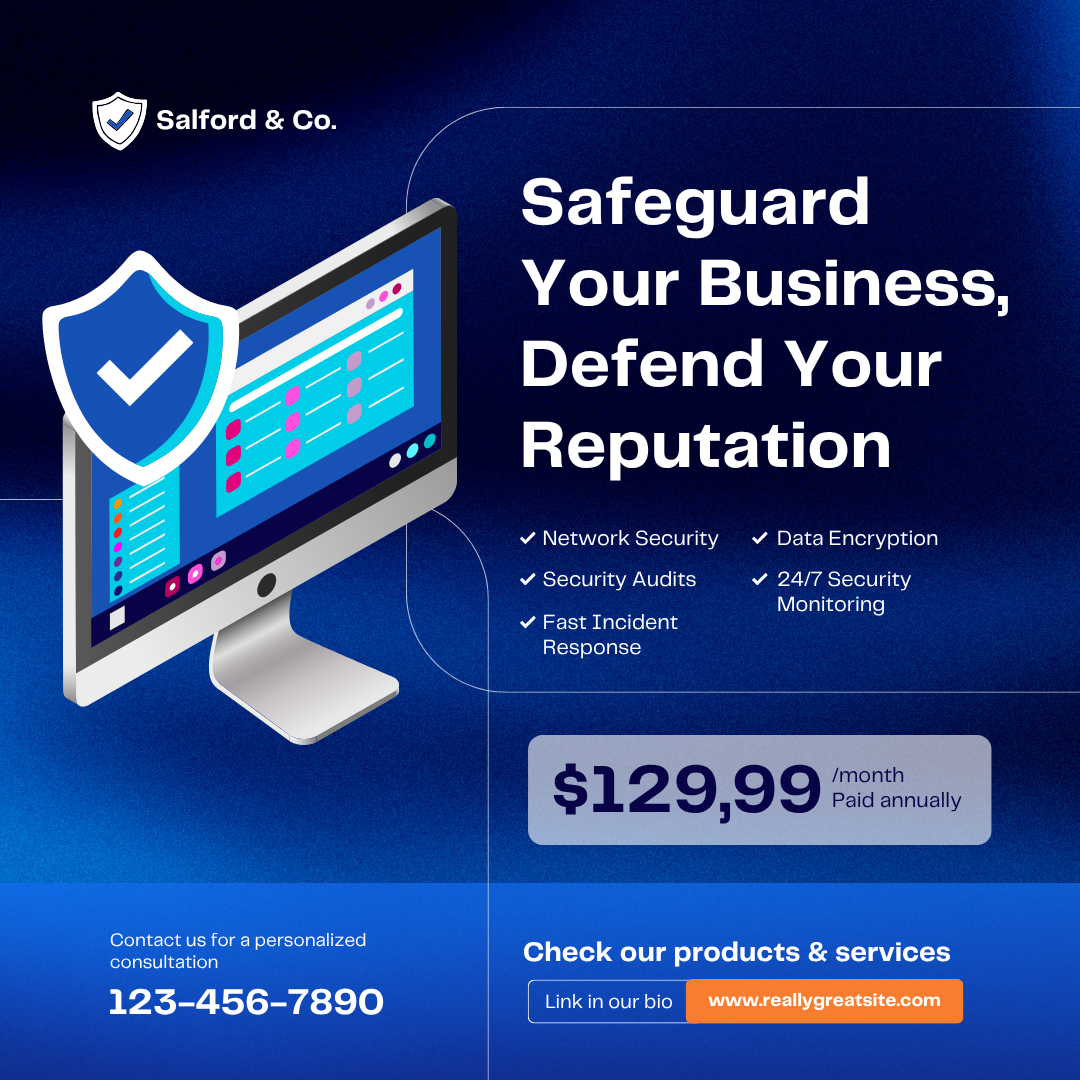 Salford & Co.
Safeguard
Your Business,
Defend Your
Reputation
Network Security
Security Audits
Fast Incident
Response
Data Encryption
24/7 Security
Monitoring
$129,99
/month
Paid annually
Contact us for a personalized
consultation
123-456-7890
Check our products & services
Link in our bio
www.reallygreatsite.com